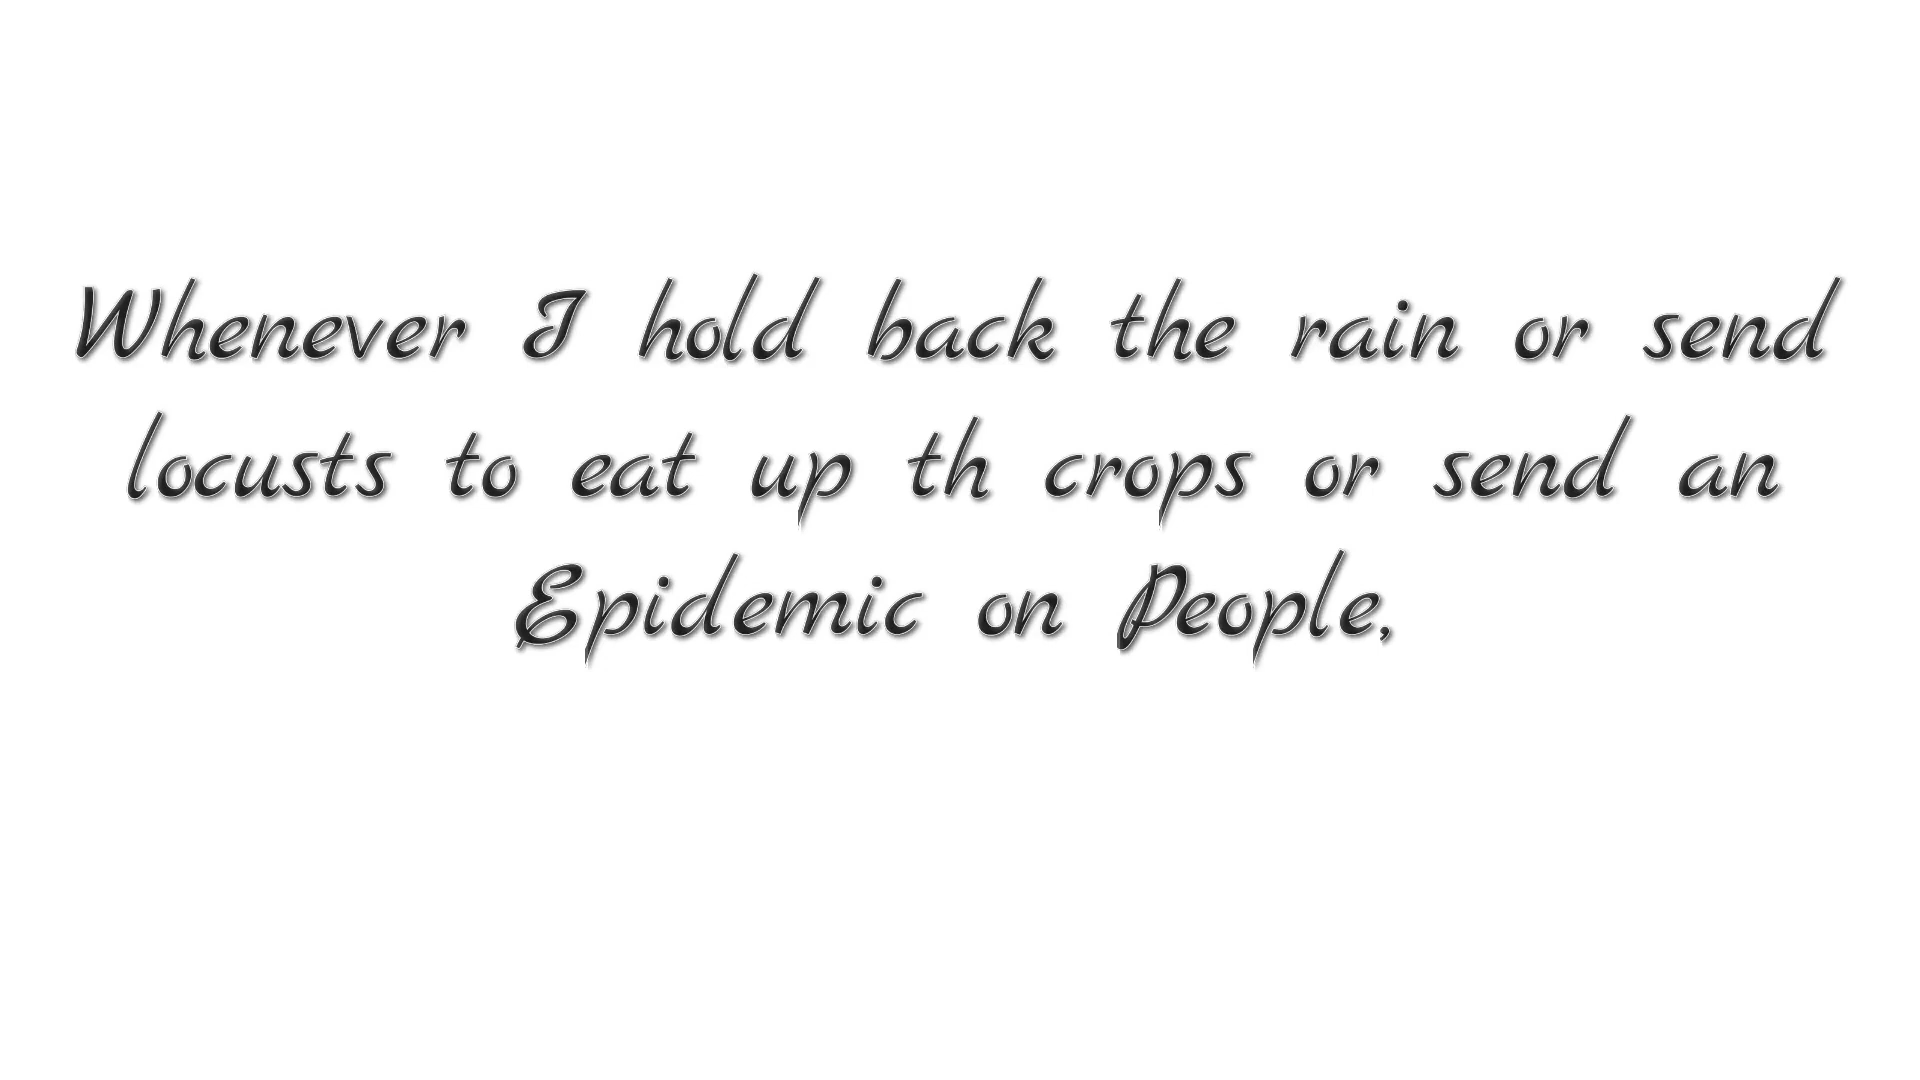 Whenever I hold back the rain or send
locusts to eat up th crops or send an
Epidemic on People,